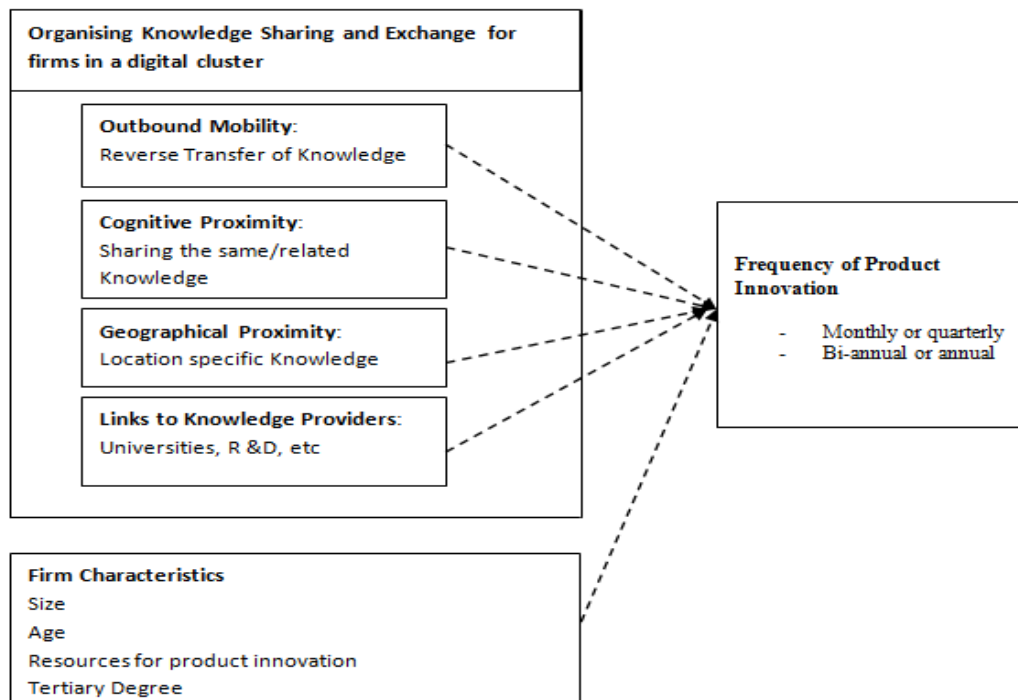 Organising Knowledge Sharing and Exchange for
firms in a digital cluster
Outbound Mobility:
Reverse Transfer of Knowledge
Cognitive Proximity:
Sharing the same/related
Knowledge
Geographical Proximity:
Location specific Knowledge
Links to Knowledge Providers:
Universities, R &D, etc
Frequency of Product
Innovation
- Monthly or quarterly
- Bi-annual or annual
Firm Characteristics
Size
Age
Resources for product innovation
Tertiary Degree